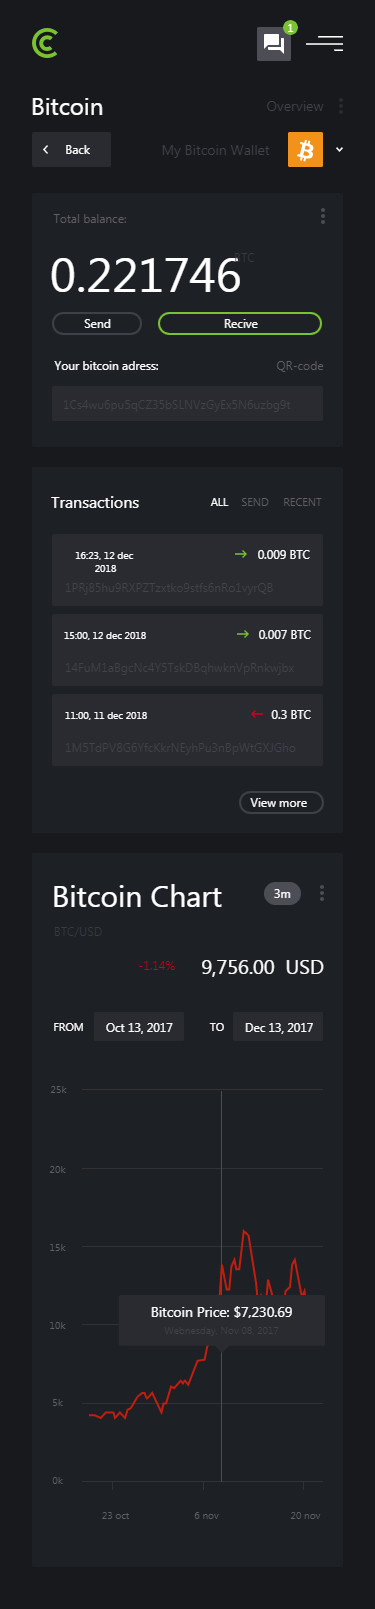 1
Bitcoin
Overview
Back
My Bitcoin Wallet
Total balance:
0.221746 BTC
Send
Recive
Your bitcoin adress:
QR-code
1Cs4wu6pu5qCZ35bSLNVzGyEx5N6uzbg9t
Transactions
ALL SEND RECENT
16:23, 12 dec
2018
0.009 BTC
1PRj85hu9RXPZTzxtko9stfs6nRo1vyrQB
15:00, 12 dec 2018
0.007 BTC
14FuM1aBgcNc4Y5TskDBqhwknVpRnkwjbx
11:00, 11 dec 2018
0.3 BTC
1M5TdPV8G6YfcKkrNEyhPu3nBpWtGXJGho
View more
Bitcoin Chart
3m
BTC/USD
-1.14%
9,756.00 USD
FROM Oct 13, 2017 TO Dec 13, 2017
25k
20k
15k
10k
Bitcoin Price: $7,230.69
Wednesday, Nov 08, 2017
5k
0k
23 oct 6 nov 20 nov